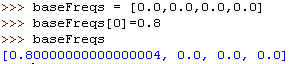 >>> baseFreqs = [0.0,0.0,0.0,0.0]
>>> baseFreqs[0]=0.8
>>> baseFreqs
[0.80000000000000004, 0.0, 0.0, 0.0]